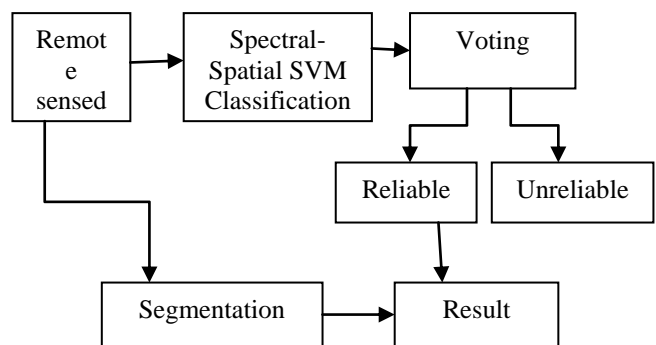 Remot
e
sensed
Spectral-
Spatial SVM
Classification
Voting
Reliable
Unreliable
Segmentation
Result